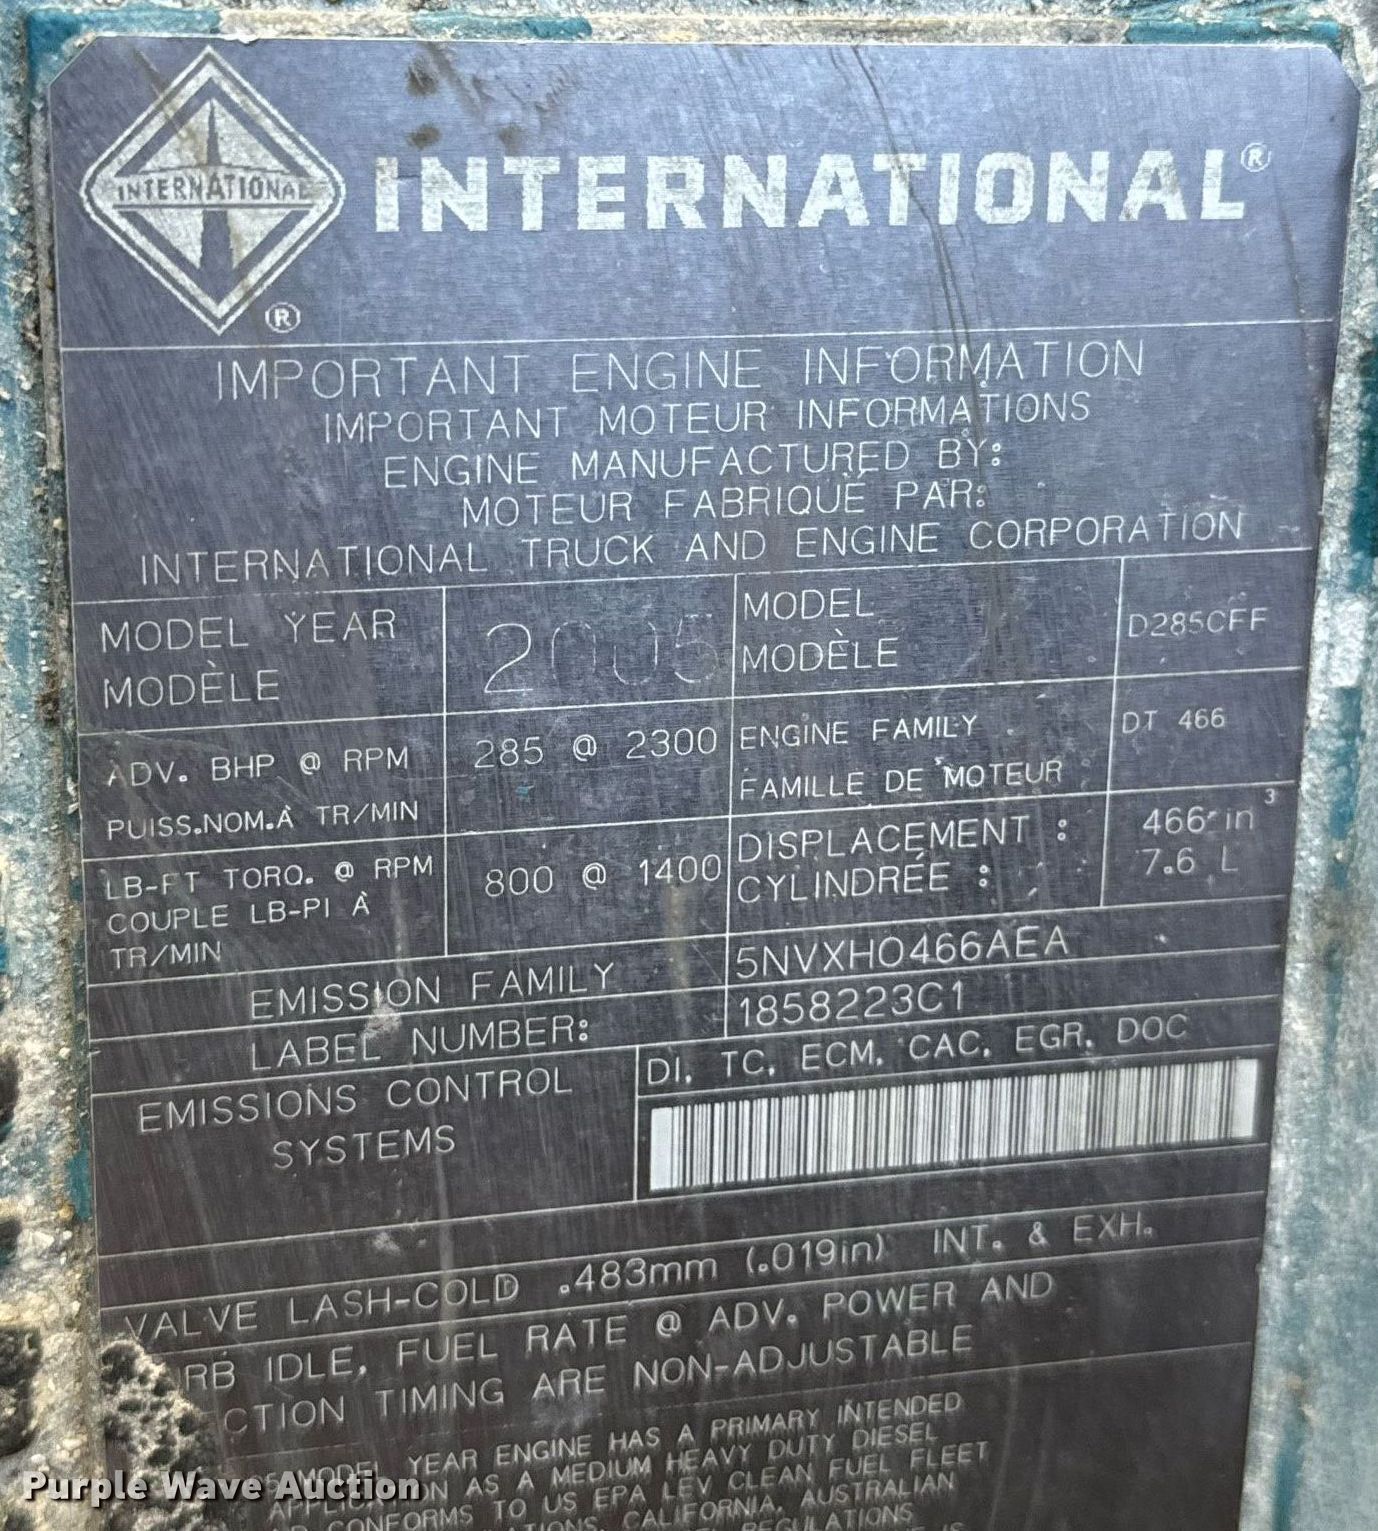 INTERNATIONAL
®
INTERNATIONAL®
IMPORTANT ENGINE INFORMATION
IMPORTANT MOTEUR INFORMATIONS
ENGINE MANUFACTURED BY:
MOTEUR FABRIQUÉ PAR:
INTERNATIONAL TRUCK AND ENGINE CORPORATION
MODEL YEAR
MODÈLE
2005
MODEL
MODÈLE
D285CFF
ADV. BHP @ RPM
PUISS.NOM.À TR/MIN
285 @ 2300
ENGINE FAMILY
FAMILLE DE MOTEUR
DT 466
LB-FT TORQ. @ RPM
COUPLE LB-PI À
TR/MIN
800 @ 1400
DISPLACEMENT :
CYLINDRÉE :
466 in3
7.6 L
EMISSION FAMILY
5NVXH0466AEA
LABEL NUMBER:
1858223C1
EMISSIONS CONTROL
SYSTEMS
DI, TC, ECM, CAC, EGR, DOC
VALVE LASH-COLD .483mm (.019in) INT. & EXH.
RB IDLE, FUEL RATE @ ADV. POWER AND
CTION TIMING ARE NON-ADJUSTABLE
MODEL YEAR ENGINE HAS A PRIMARY INTENDED
APPLICATION AS A MEDIUM HEAVY DUTY DIESEL
CONFORMS TO US EPA LEV CLEAN FUEL FLEET
CALIFORNIA, AUSTRALIAN
REGULATIONS
Purple Wave Auction